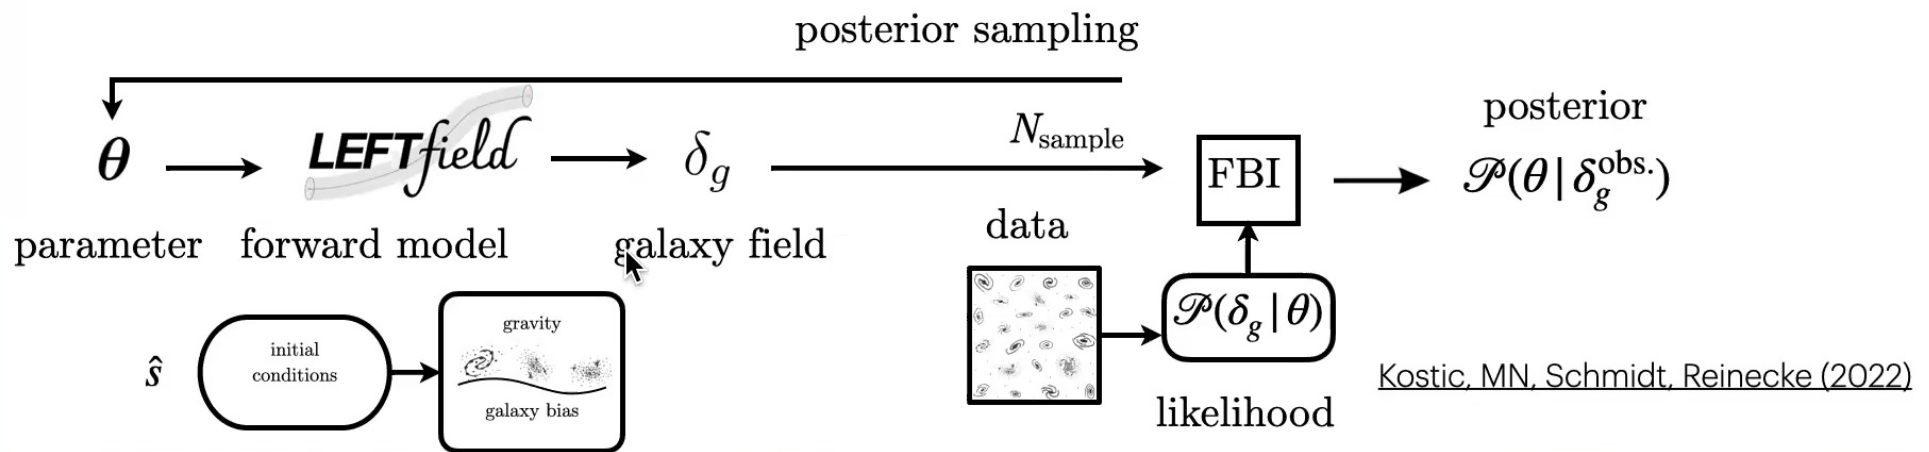 posterior sampling
θ
LEFTfield
δ_g
N_sample
FBI
posterior
𝒫(θ|δ_g^obs.)
parameter
forward model
galaxy field
data
ŝ
initial
conditions
gravity
galaxy bias
𝒫(δ_g|θ)
likelihood
Kostic, MN, Schmidt, Reinecke (2022)